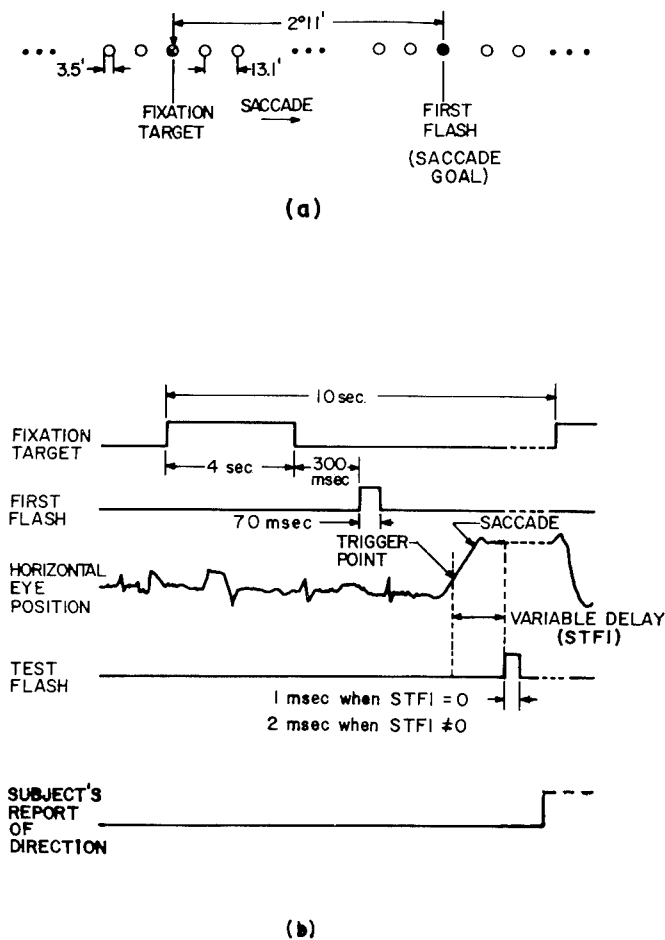 2°11'
3.5'
13.1'
FIXATION
TARGET
SACCADE
FIRST
FLASH
(SACCADE
GOAL)
(a)
10 sec.
FIXATION
TARGET
4 sec
300
msec
FIRST
FLASH
70 msec
SACCADE
TRIGGER
POINT
HORIZONTAL
EYE
POSITION
VARIABLE DELAY
(STFI)
TEST
FLASH
1 msec when STFI = 0
2 msec when STFI ≠ 0
SUBJECT'S
REPORT
OF
DIRECTION
(b)